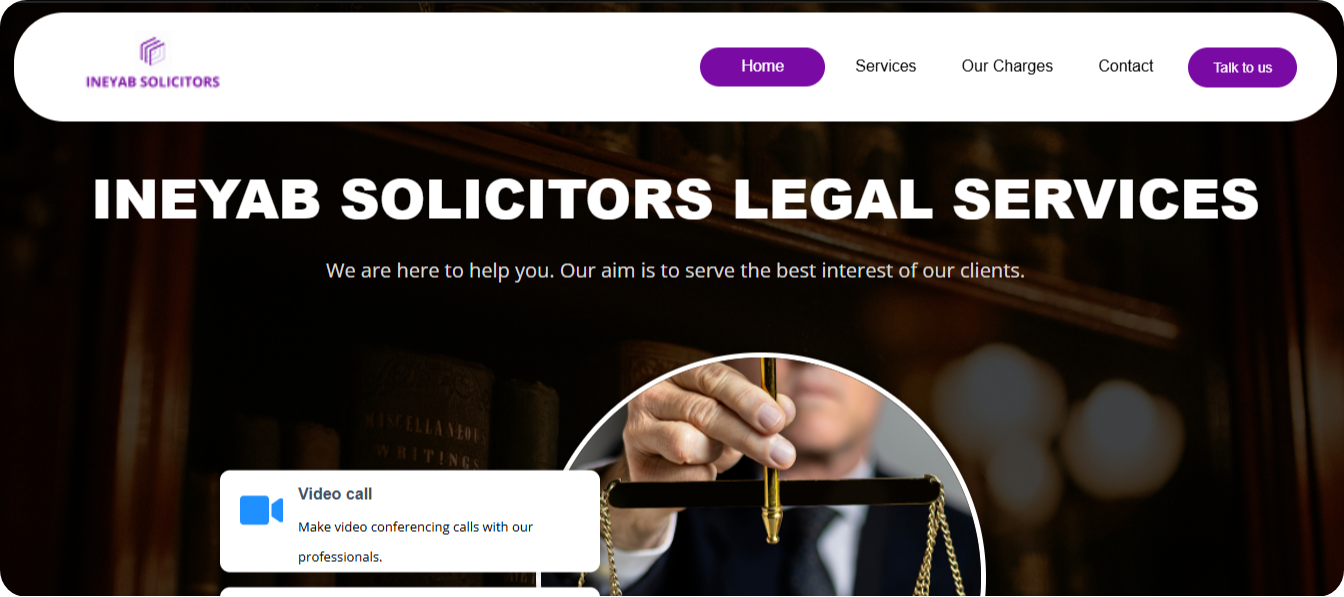 INEYAB SOLICITORS
Home
Services
Our Charges
Contact
Talk to us
INEYAB SOLICITORS LEGAL SERVICES
We are here to help you. Our aim is to serve the best interest of our clients.
MISCELLANEOUS
WRITINGS
Video call
Make video conferencing calls with our
professionals.